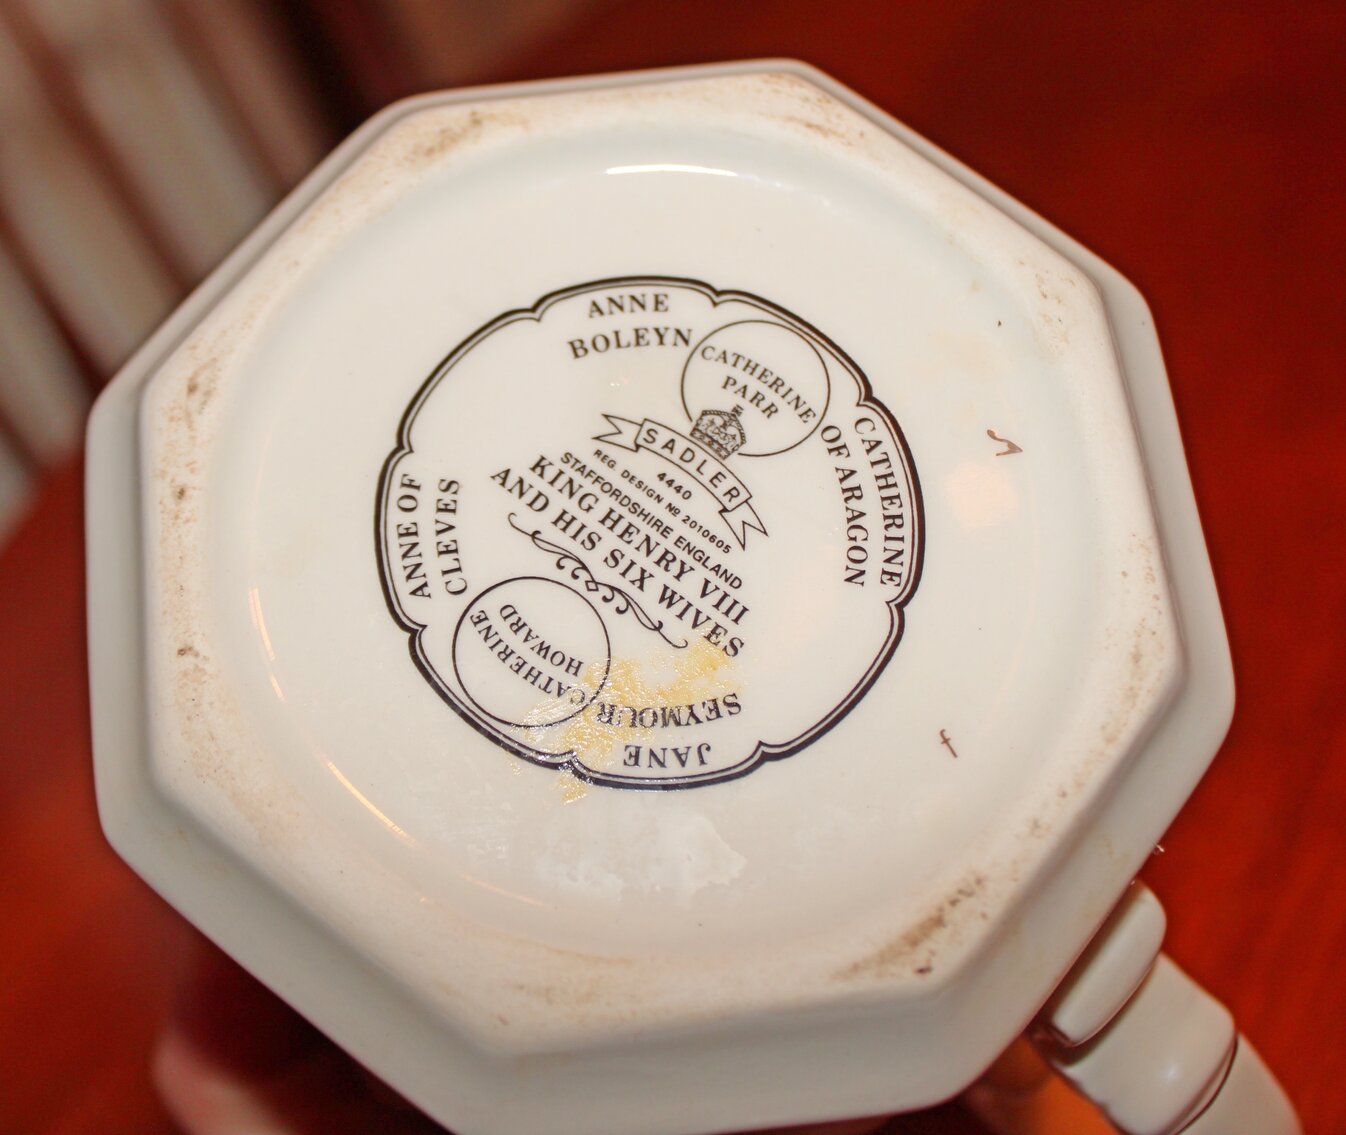 ANNE
BOLEYN
CATHERINE
PARR
CATHERINE
OF ARAGON
SADLER
4440
REG. DESIGN Nº 2010605
STAFFORDSHIRE ENGLAND
KING HENRY VIII
AND HIS SIX WIVES
ANNE OF
CLEVES
CATHERINE
HOWARD
JANE
SEYMOUR
f